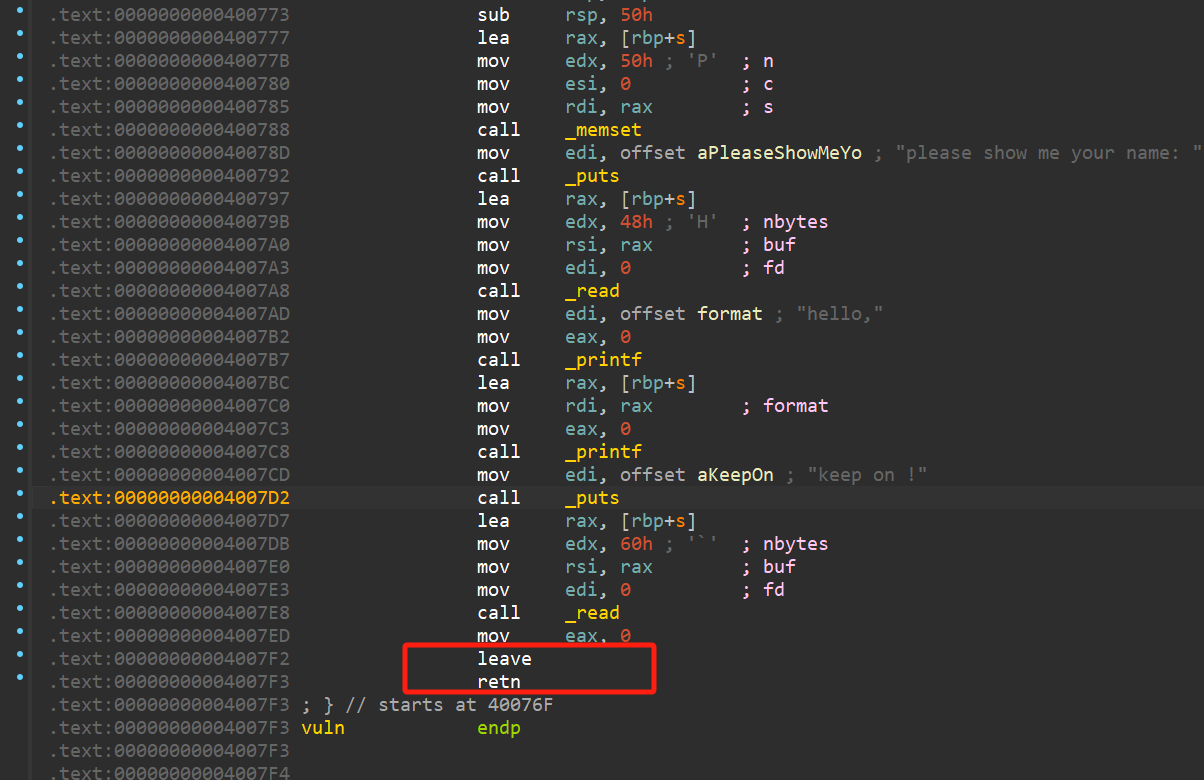 .text:0000000000400773 sub rsp, 50h
.text:0000000000400777 lea rax, [rbp+s]
.text:000000000040077B mov edx, 50h ; 'P' ; n
.text:0000000000400780 mov esi, 0 ; c
.text:0000000000400785 mov rdi, rax ; s
.text:0000000000400788 call _memset
.text:000000000040078D mov edi, offset aPleaseShowMeYo ; "please show me your name: "
.text:0000000000400792 call _puts
.text:0000000000400797 lea rax, [rbp+s]
.text:000000000040079B mov edx, 48h ; 'H' ; nbytes
.text:00000000004007A0 mov rsi, rax ; buf
.text:00000000004007A3 mov edi, 0 ; fd
.text:00000000004007A8 call _read
.text:00000000004007AD mov edi, offset format ; "hello,"
.text:00000000004007B2 mov eax, 0
.text:00000000004007B7 call _printf
.text:00000000004007BC lea rax, [rbp+s]
.text:00000000004007C0 mov rdi, rax ; format
.text:00000000004007C3 mov eax, 0
.text:00000000004007C8 call _printf
.text:00000000004007CD mov edi, offset aKeepOn ; "keep on !"
.text:00000000004007D2 call _puts
.text:00000000004007D7 lea rax, [rbp+s]
.text:00000000004007DB mov edx, 60h ; '`' ; nbytes
.text:00000000004007E0 mov rsi, rax ; buf
.text:00000000004007E3 mov edi, 0 ; fd
.text:00000000004007E8 call _read
.text:00000000004007ED mov eax, 0
.text:00000000004007F2 leave
.text:00000000004007F3 retn
.text:00000000004007F3 ; } // starts at 40076F
.text:00000000004007F3 vuln endp
.text:00000000004007F3
.text:00000000004007F4